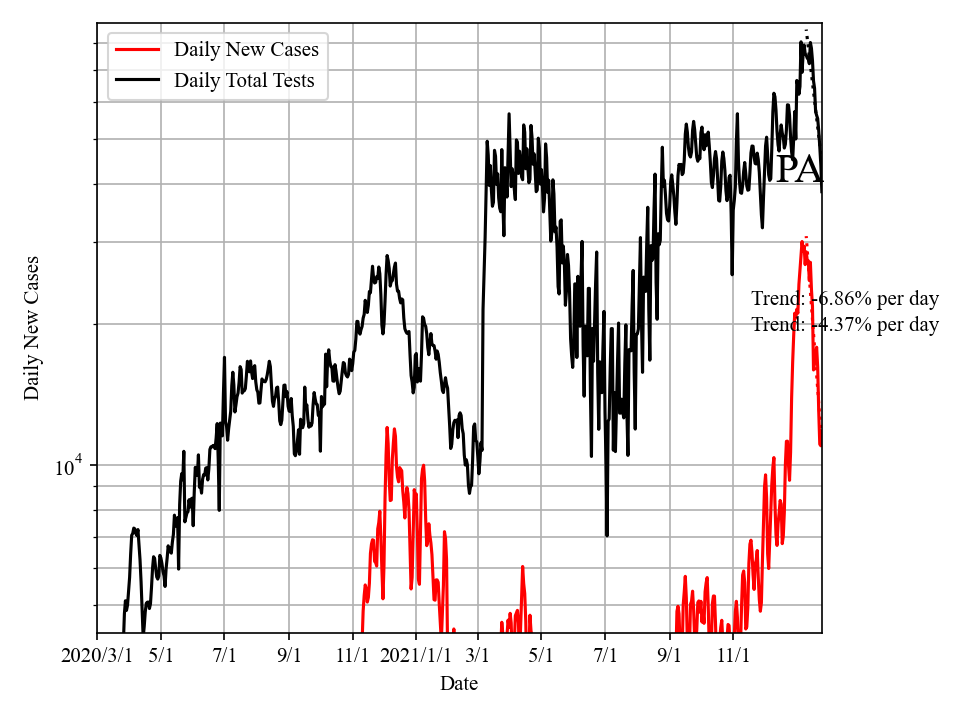 Daily New Cases
Daily Total Tests
PA
Trend: -6.86% per day
Trend: -4.37% per day
Daily New Cases
10^4
2020/3/1 5/1 7/1 9/1 11/1 2021/1/1 3/1 5/1 7/1 9/1 11/1
Date